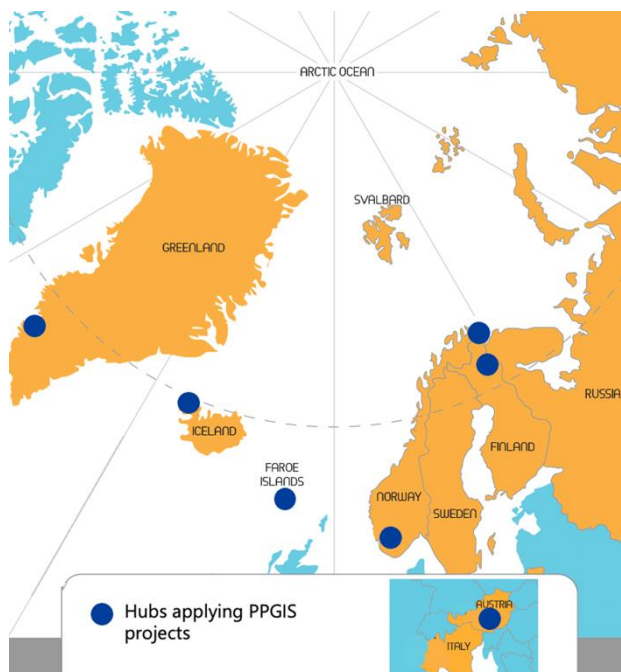 ARCTIC OCEAN
SVALBARD
GREENLAND
RUSSIA
ICELAND
FINLAND
FAROE
ISLANDS
NORWAY
SWEDEN
Hubs applying PPGIS
projects
AUSTRIA
ITALY